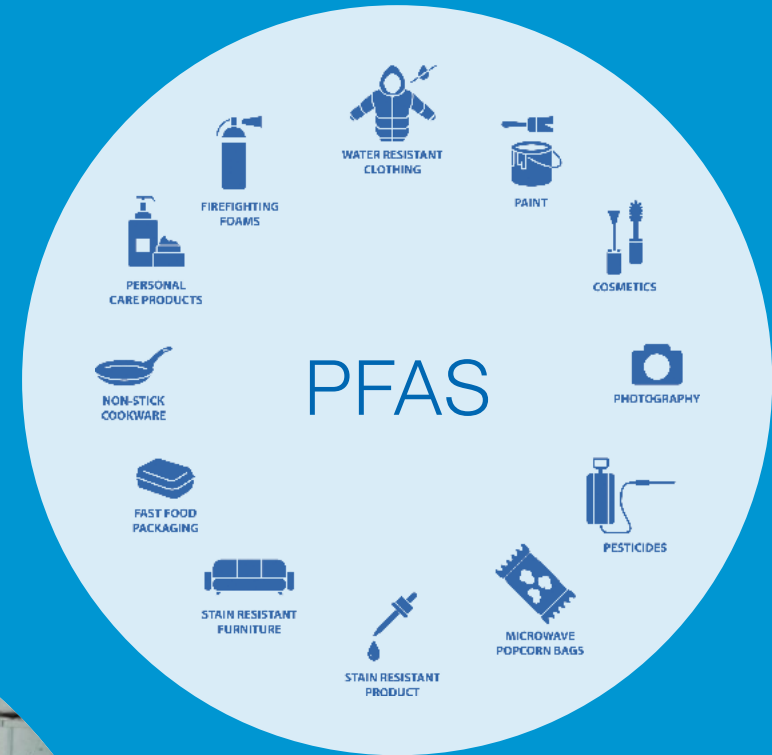 WATER RESISTANT
CLOTHING
PAINT
COSMETICS
PHOTOGRAPHY
PESTICIDES
MICROWAVE
POPCORN BAGS
STAIN RESISTANT
PRODUCT
STAIN RESISTANT
FURNITURE
FAST FOOD
PACKAGING
NON-STICK
COOKWARE
PERSONAL
CARE PRODUCTS
FIREFIGHTING
FOAMS
PFAS